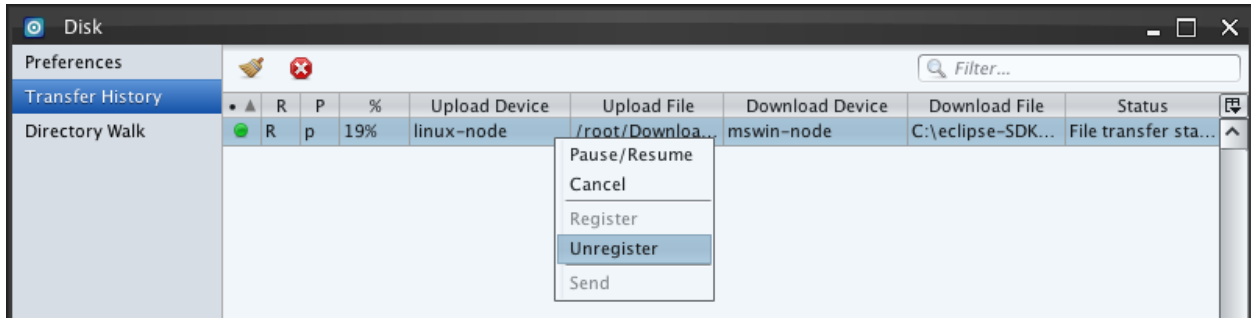 Disk
Preferences
Filter...
Transfer History
R P % Upload Device Upload File Download Device Download File Status
Directory Walk
R p 19% linux-node /root/Downloa... mswin-node C:\eclipse-SDK... File transfer sta...
Pause/Resume
Cancel
Register
Unregister
Send